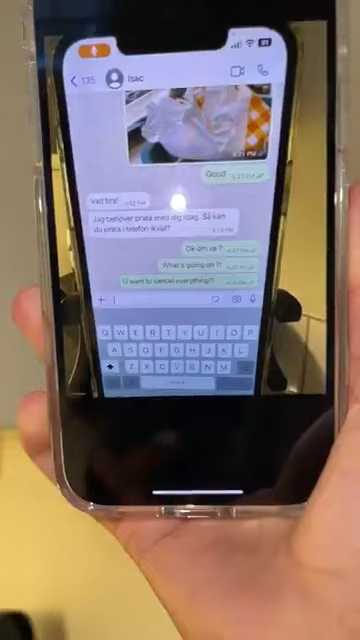 135 Isac
Good
Vad bra!
Jag behöver prata med dig idag. Så kan
du prata i telefon ikväll?
Ok om va ?
What's going on ?!
U want to cancel everything?!
Q W E R T Y U I O P
A S D F G H J K L
Z X C V B N M